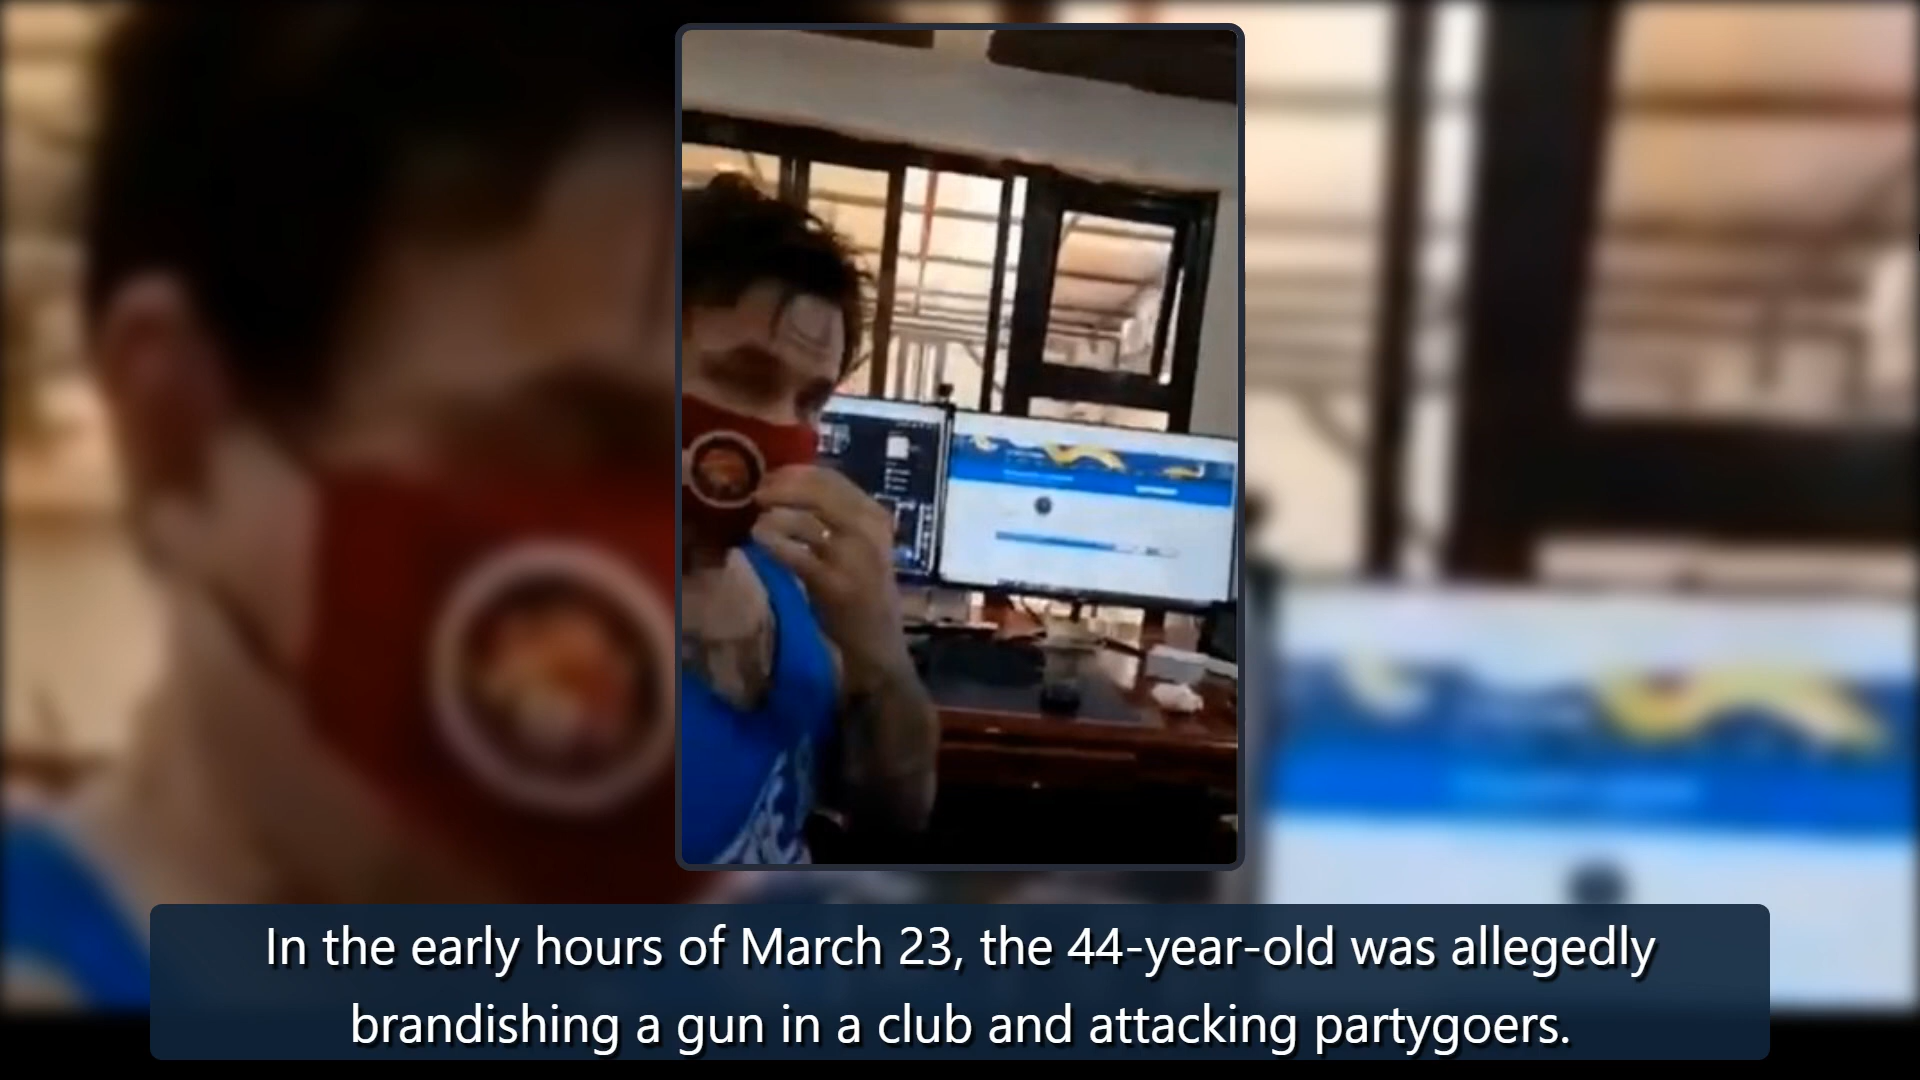 In the early hours of March 23, the 44-year-old was allegedly
brandishing a gun in a club and attacking partygoers.